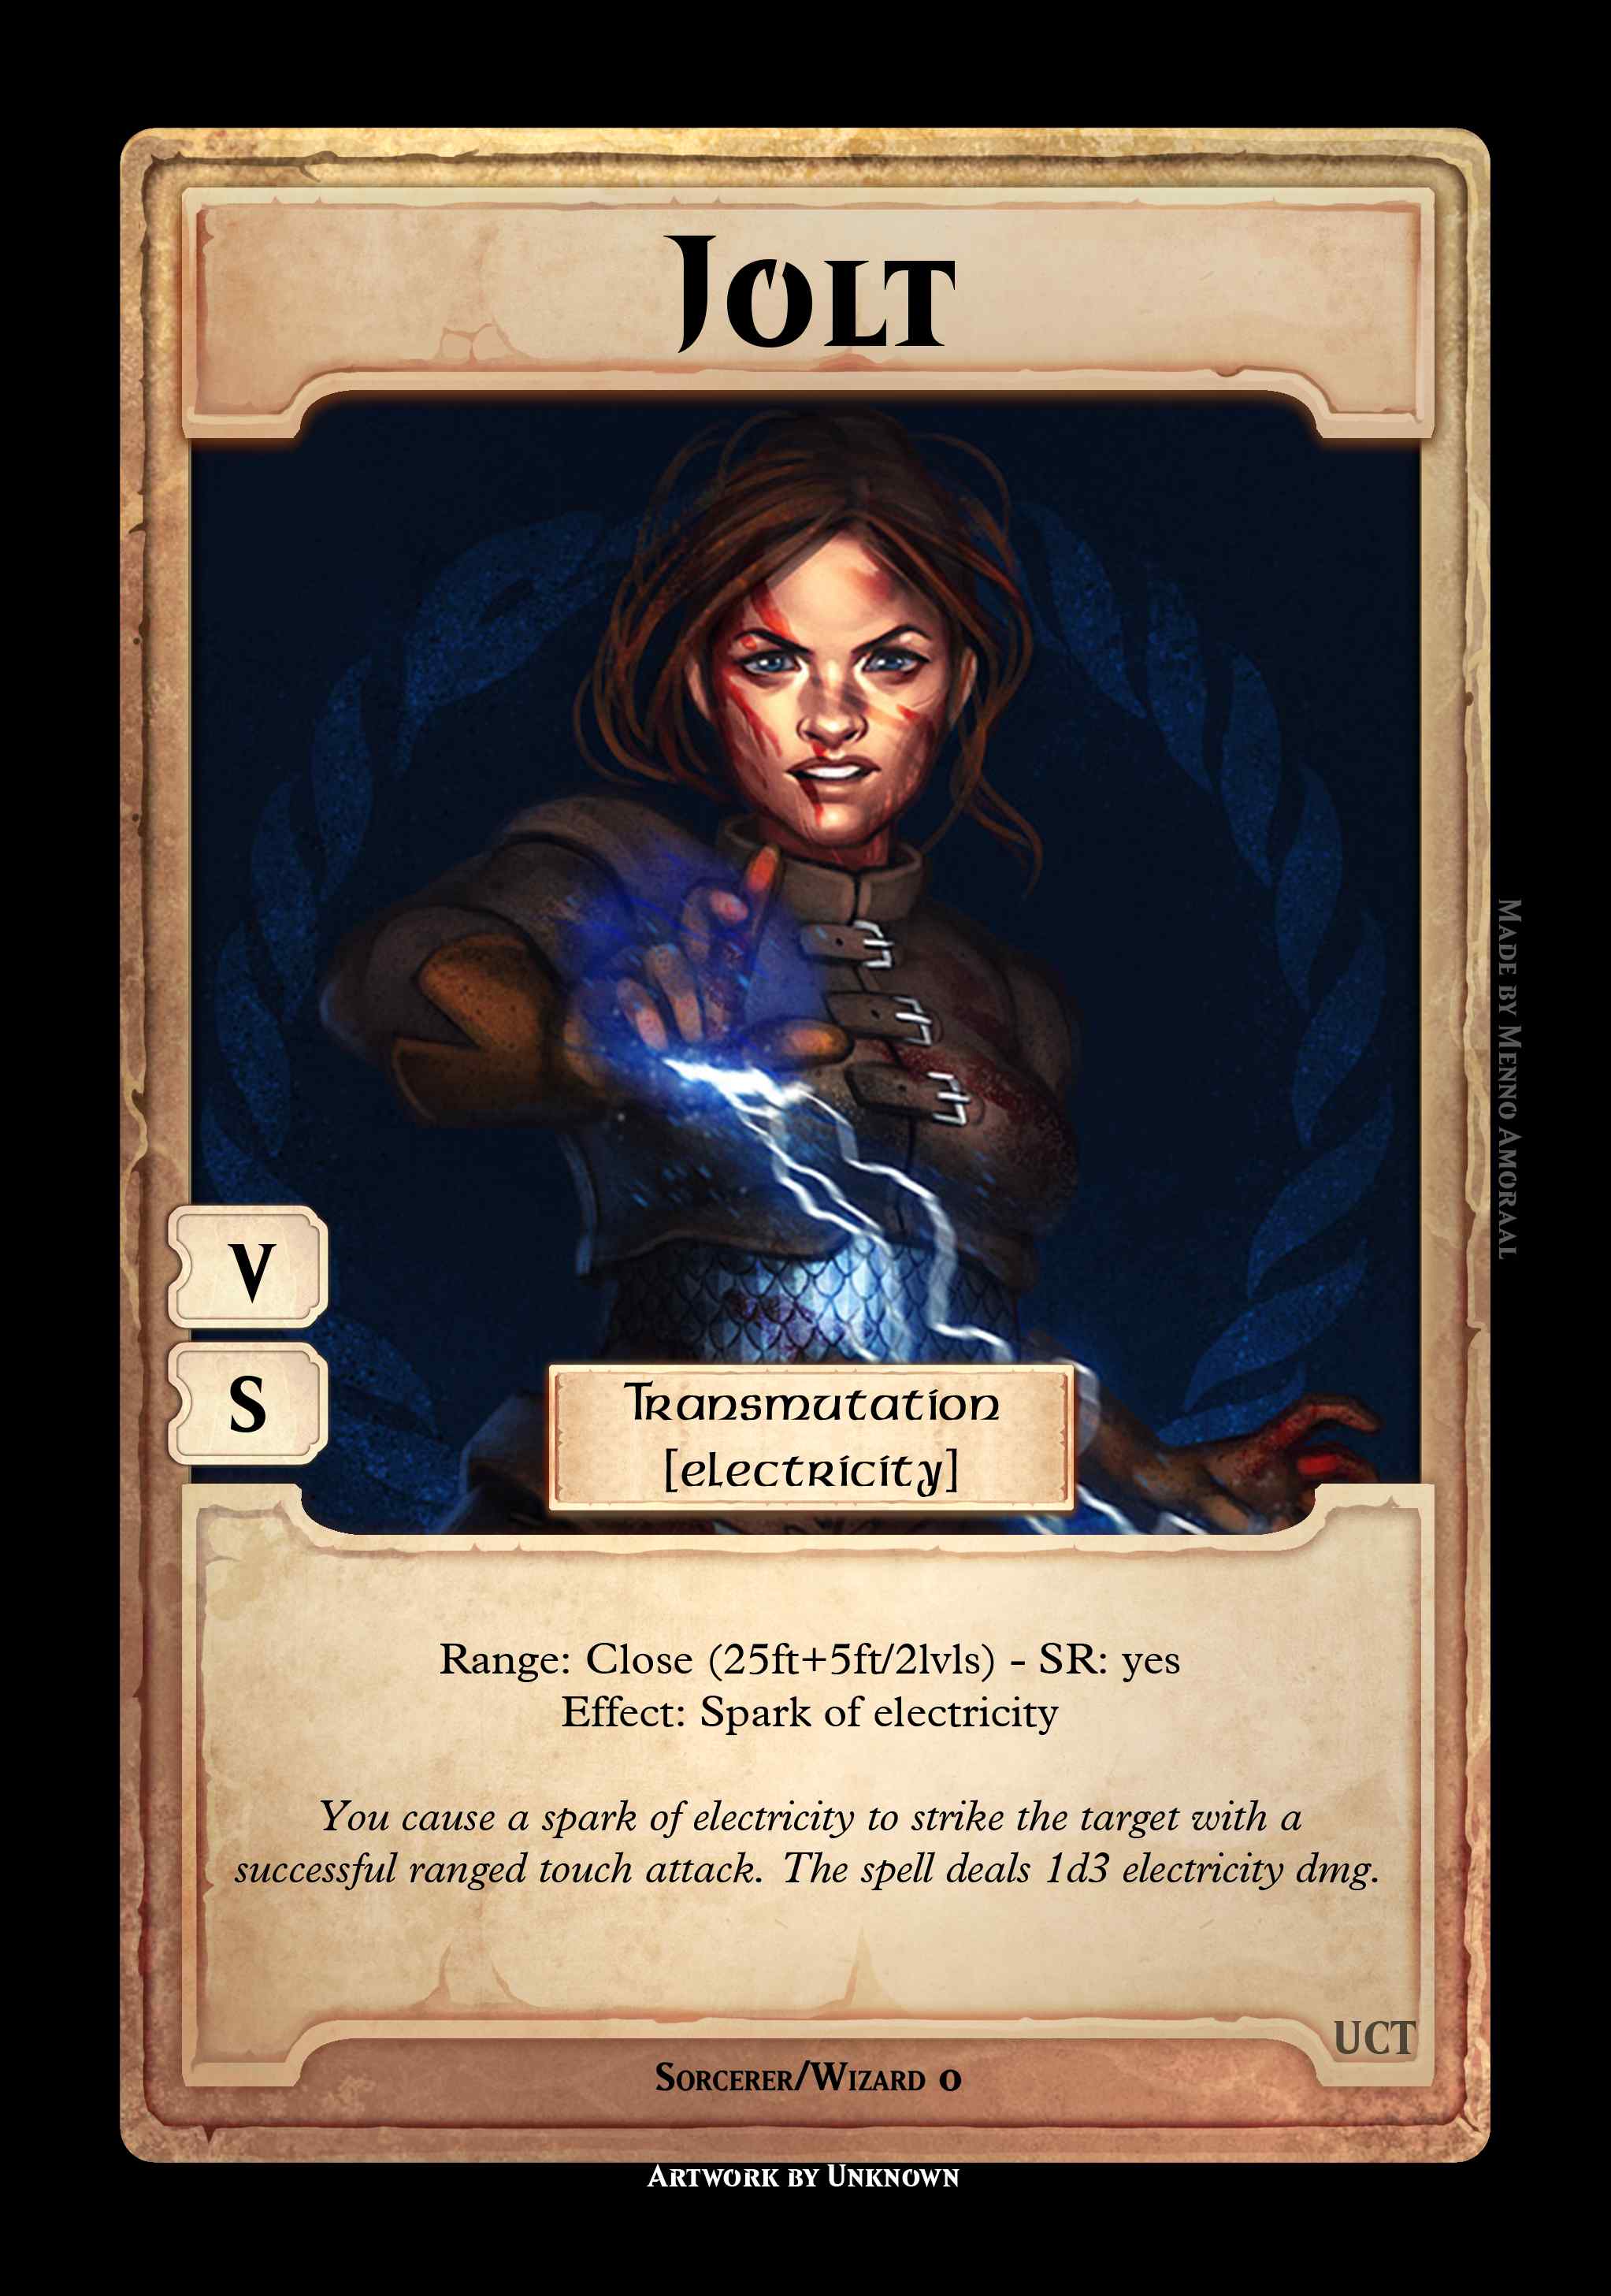 Jolt
V
S
Transmutation
[electricity]
Range: Close (25ft+5ft/2lvls) - SR: yes
Effect: Spark of electricity
You cause a spark of electricity to strike the target with a
successful ranged touch attack. The spell deals 1d3 electricity dmg.
UCT
Sorcerer/Wizard 0
Artwork by Unknown
Made by Menno Amoraal